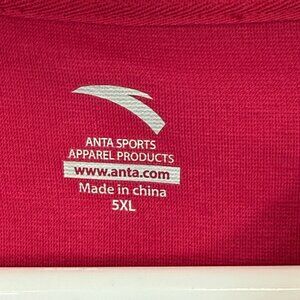 ANTA SPORTS
APPAREL PRODUCTS
www.anta.com
Made in china
5XL